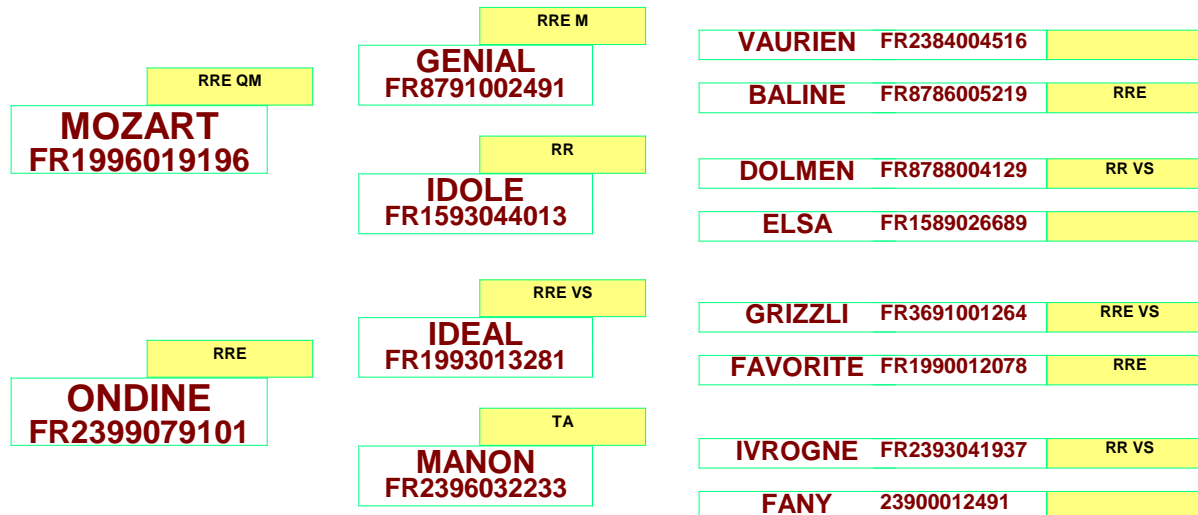 RRE QM
MOZART
FR1996019196
RRE
ONDINE
FR2399079101
RRE M
GENIAL
FR8791002491
RR
IDOLE
FR1593044013
RRE VS
IDEAL
FR1993013281
TA
MANON
FR2396032233
VAURIEN FR2384004516
BALINE FR8786005219 RRE
DOLMEN FR8788004129 RR VS
ELSA FR1589026689
GRIZZLI FR3691001264 RRE VS
FAVORITE FR1990012078 RRE
IVROGNE FR2393041937 RR VS
FANY 23900012491